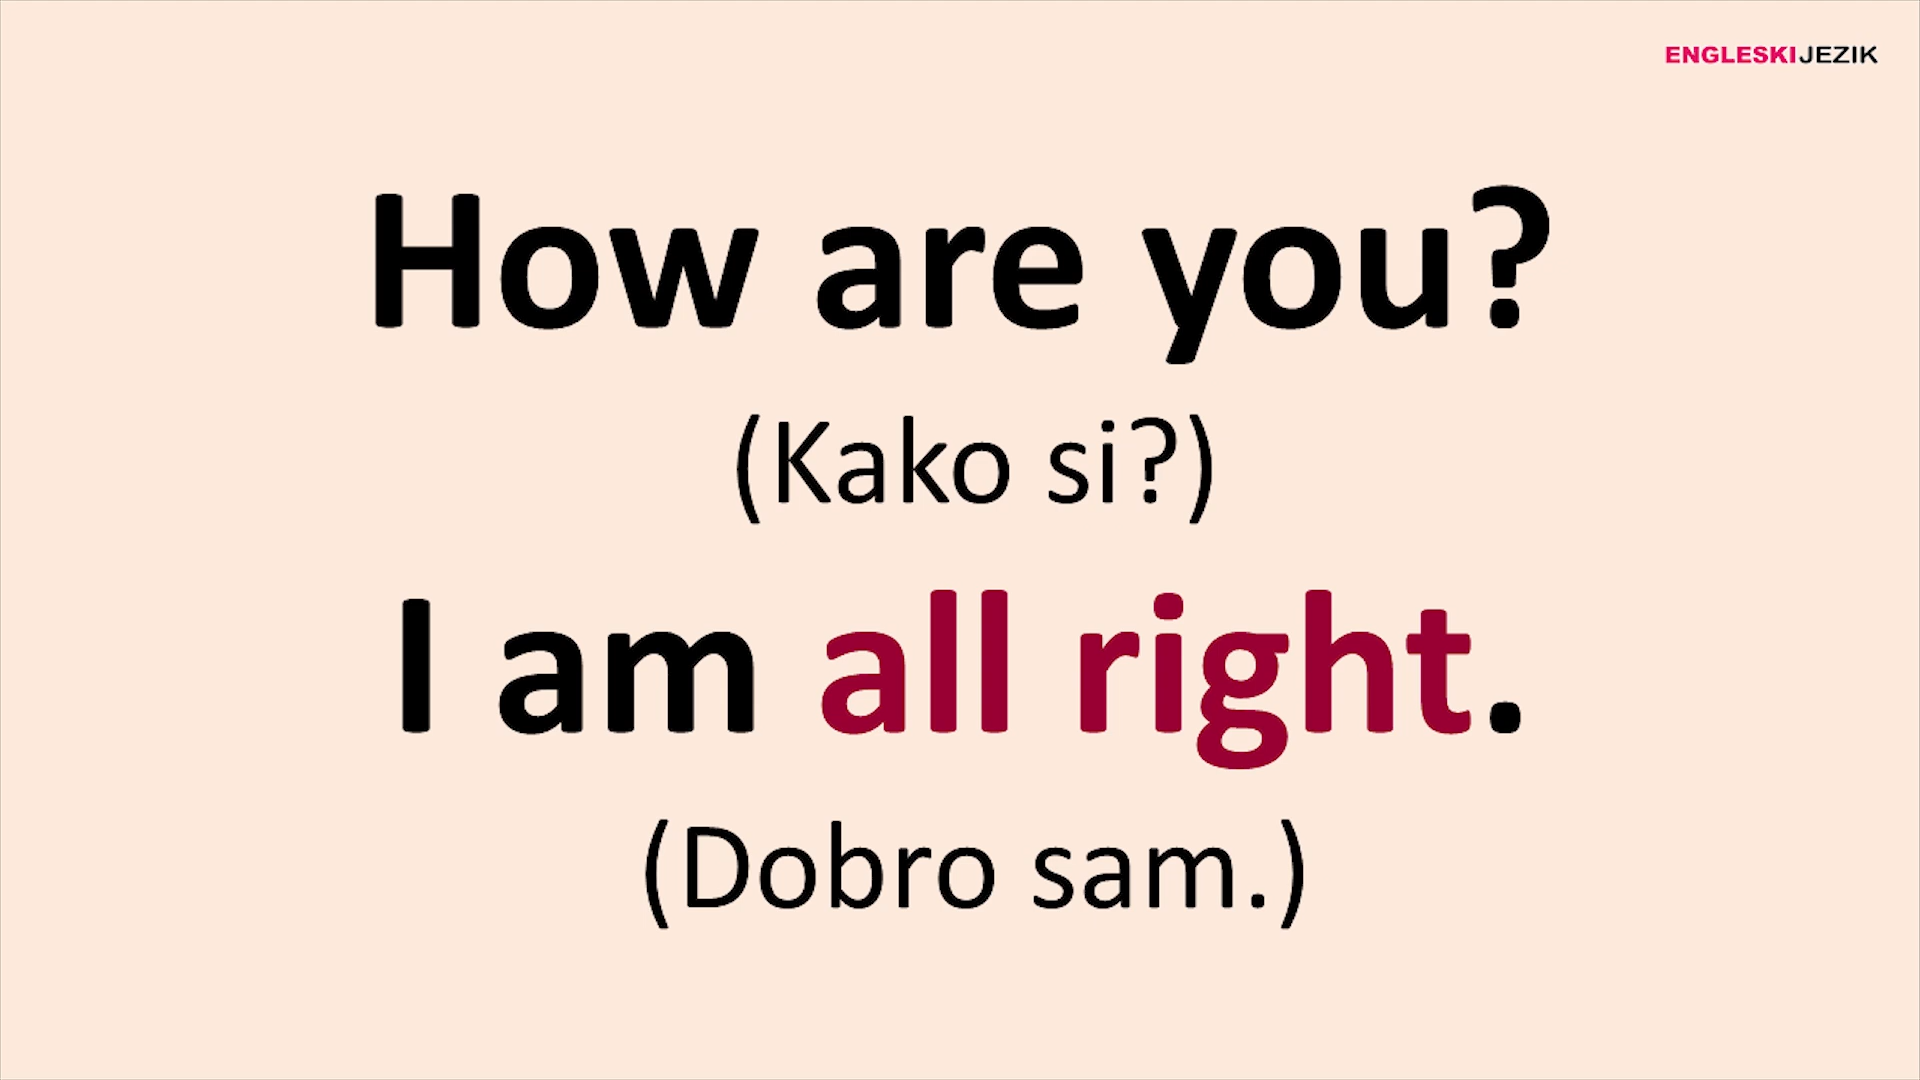 ENGLESKIJEZIK
How are you?
(Kako si?)
I am all right.
(Dobro sam.)